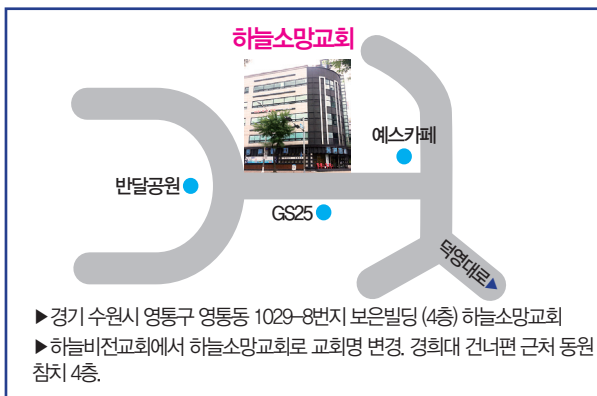 하늘소망교회
예스카페
반달공원
GS25
덕영대로
▶경기 수원시 영통구 영통동 1029-8번지 보은빌딩 (4층) 하늘소망교회
▶하늘비전교회에서 하늘소망교회로 교회명 변경. 경희대 건너편 근처 동원
참치 4층.